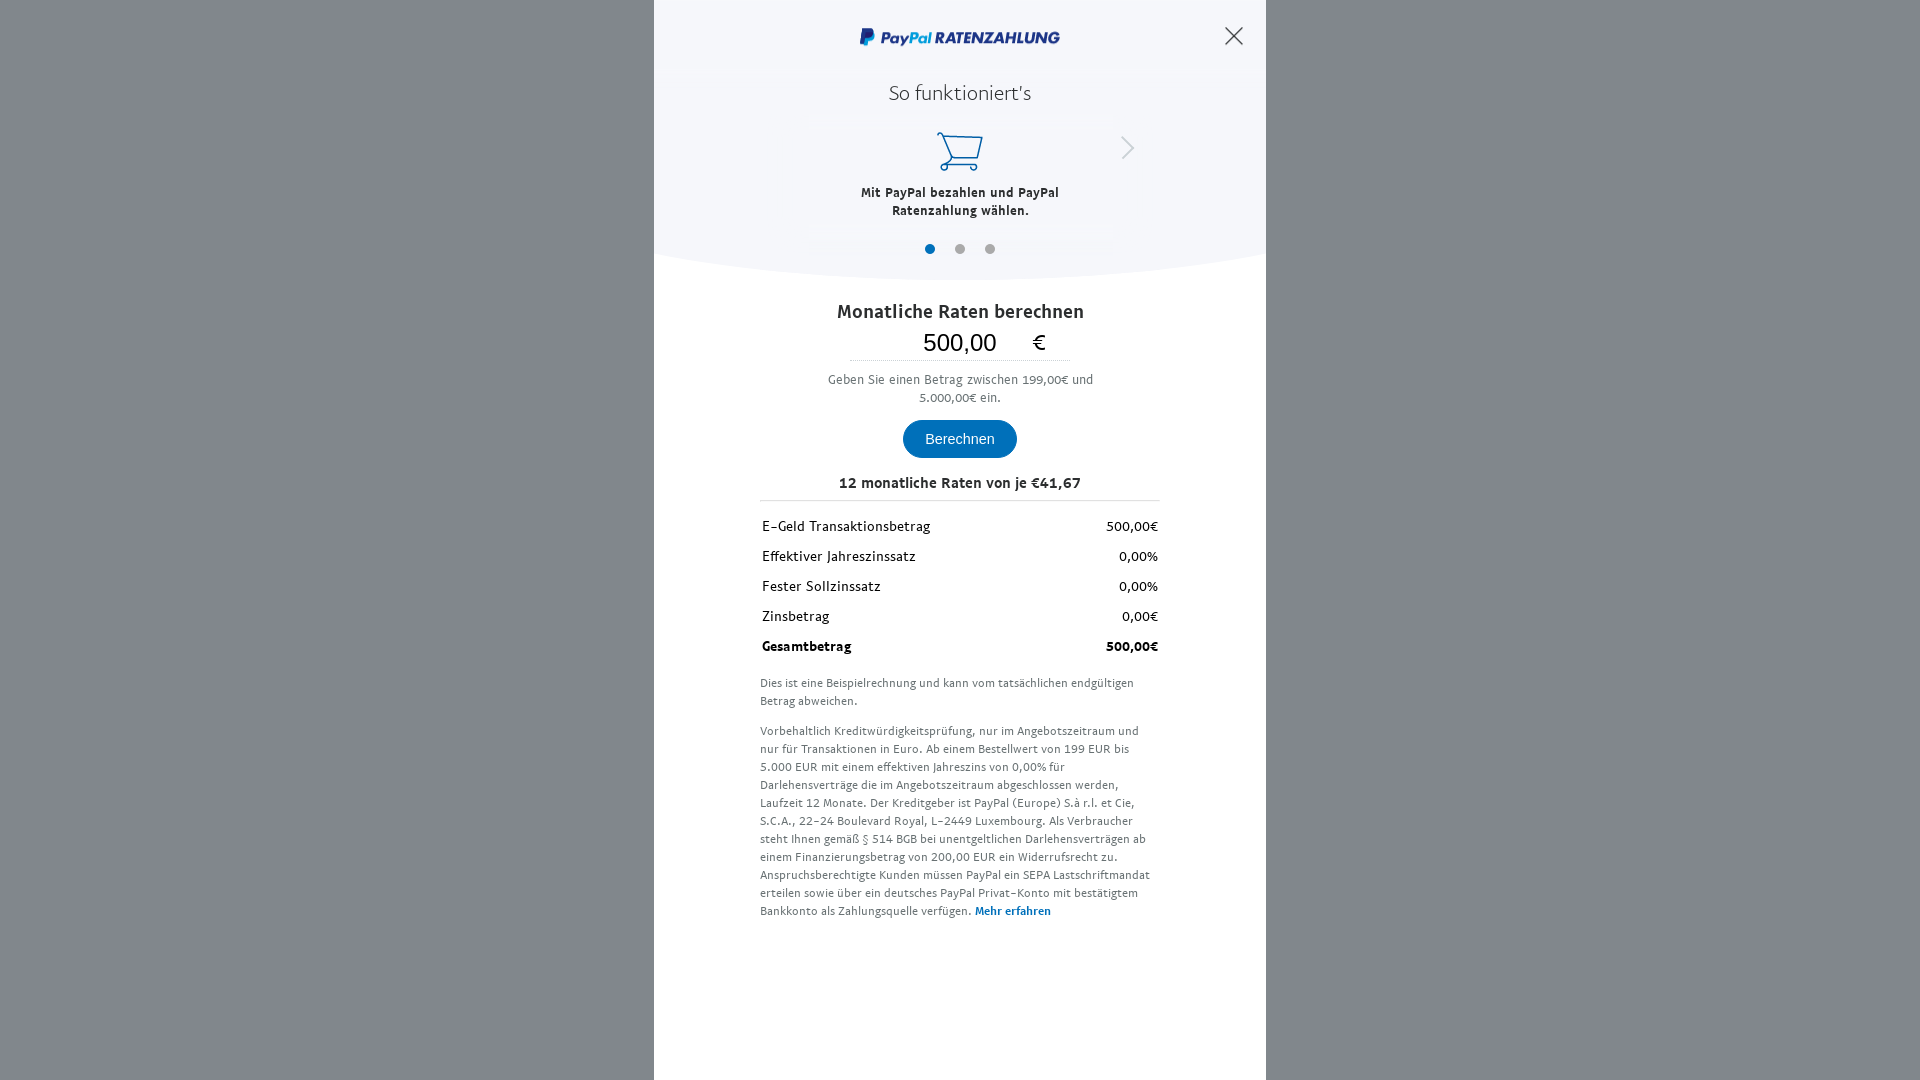 PayPal RATENZAHLUNG
So funktioniert's
Mit PayPal bezahlen und PayPal
Ratenzahlung wählen.
Monatliche Raten berechnen
500,00 €
Geben Sie einen Betrag zwischen 199,00€ und
5.000,00€ ein.
Berechnen
12 monatliche Raten von je €41,67
E-Geld Transaktionsbetrag 500,00€
Effektiver Jahreszinssatz 0,00%
Fester Sollzinssatz 0,00%
Zinsbetrag 0,00€
Gesamtbetrag 500,00€
Dies ist eine Beispielrechnung und kann vom tatsächlichen endgültigen
Betrag abweichen.
Vorbehaltlich Kreditwürdigkeitsprüfung, nur im Angebotszeitraum und
nur für Transaktionen in Euro. Ab einem Bestellwert von 199 EUR bis
5.000 EUR mit einem effektiven Jahreszins von 0,00% für
Darlehensverträge die im Angebotszeitraum abgeschlossen werden,
Laufzeit 12 Monate. Der Kreditgeber ist PayPal (Europe) S.à r.l. et Cie,
S.C.A., 22-24 Boulevard Royal, L-2449 Luxembourg. Als Verbraucher
steht Ihnen gemäß § 514 BGB bei unentgeltlichen Darlehensverträgen ab
einem Finanzierungsbetrag von 200,00 EUR ein Widerrufsrecht zu.
Anspruchsberechtigte Kunden müssen PayPal ein SEPA Lastschriftmandat
erteilen sowie über ein deutsches PayPal Privat-Konto mit bestätigtem
Bankkonto als Zahlungsquelle verfügen. Mehr erfahren